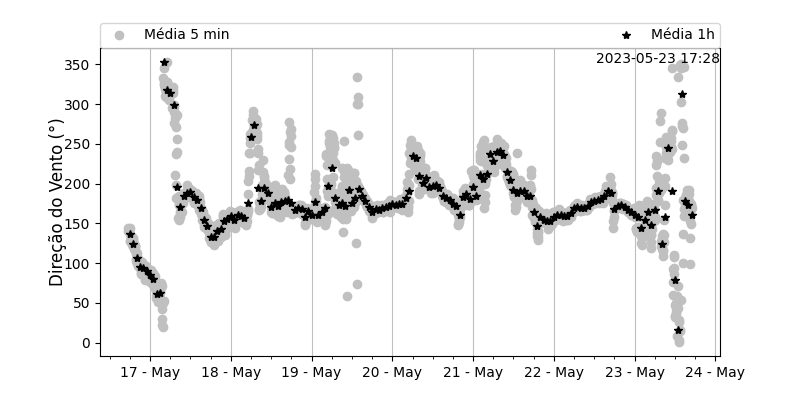 Média 5 min
Média 1h
2023-05-23 17:28
Direção do Vento (°)
350
300
250
200
150
100
50
0
17 - May
18 - May
19 - May
20 - May
21 - May
22 - May
23 - May
24 - May